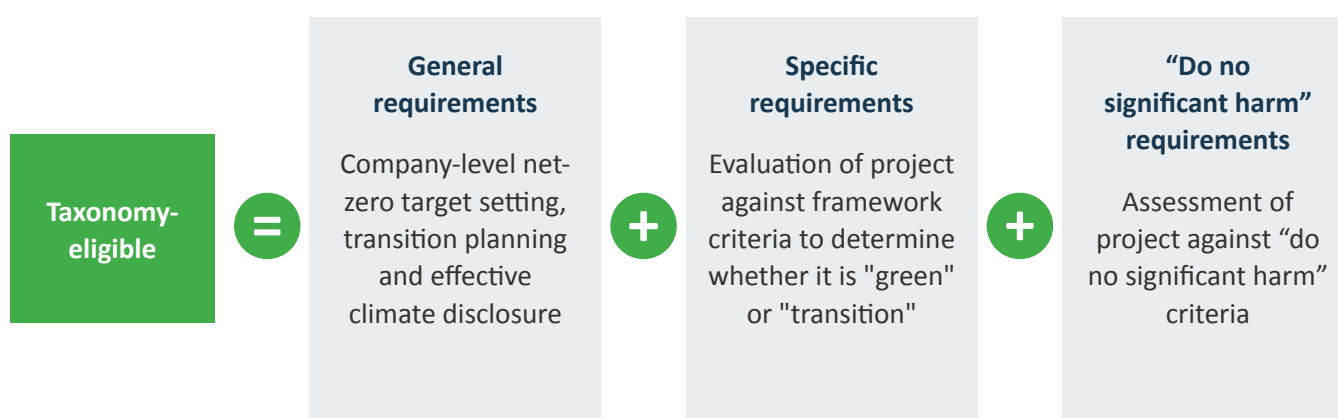 Taxonomy-
eligible
=
General
requirements
Company-level net-
zero target setting,
transition planning
and effective
climate disclosure
+
Specific
requirements
Evaluation of project
against framework
criteria to determine
whether it is "green"
or "transition"
+
“Do no
significant harm”
requirements
Assessment of
project against “do
no significant harm”
criteria